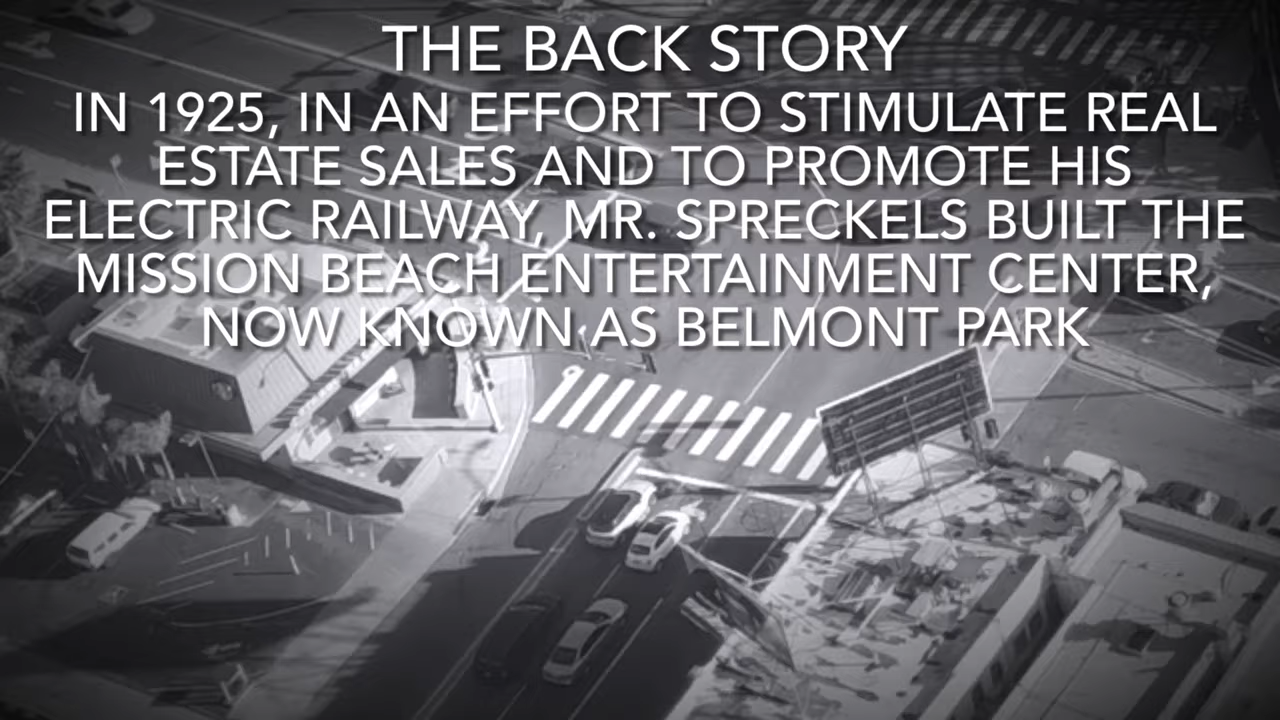 THE BACK STORY
IN 1925, IN AN EFFORT TO STIMULATE REAL
ESTATE SALES AND TO PROMOTE HIS
ELECTRIC RAILWAY, MR. SPRECKELS BUILT THE
MISSION BEACH ENTERTAINMENT CENTER,
NOW KNOWN AS BELMONT PARK